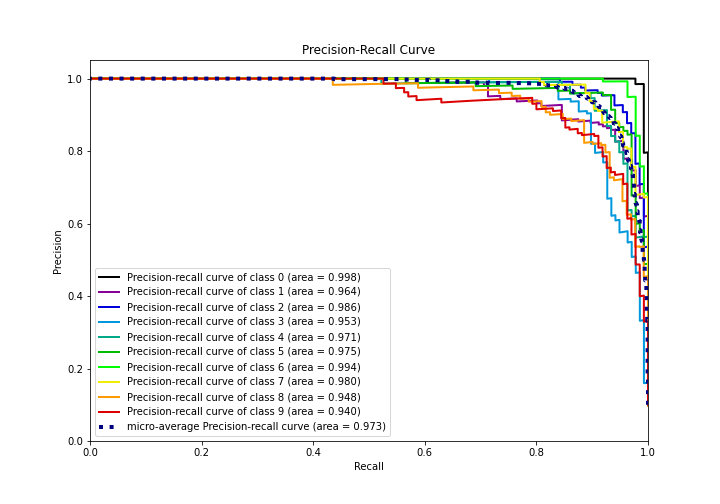 Precision-Recall Curve
1.0
0.8
0.6
0.4
0.2
0.0
Precision
Precision-recall curve of class 0 (area = 0.998)
Precision-recall curve of class 1 (area = 0.964)
Precision-recall curve of class 2 (area = 0.986)
Precision-recall curve of class 3 (area = 0.953)
Precision-recall curve of class 4 (area = 0.971)
Precision-recall curve of class 5 (area = 0.975)
Precision-recall curve of class 6 (area = 0.994)
Precision-recall curve of class 7 (area = 0.980)
Precision-recall curve of class 8 (area = 0.948)
Precision-recall curve of class 9 (area = 0.940)
micro-average Precision-recall curve (area = 0.973)
0.0 0.2 0.4 0.6 0.8 1.0
Recall